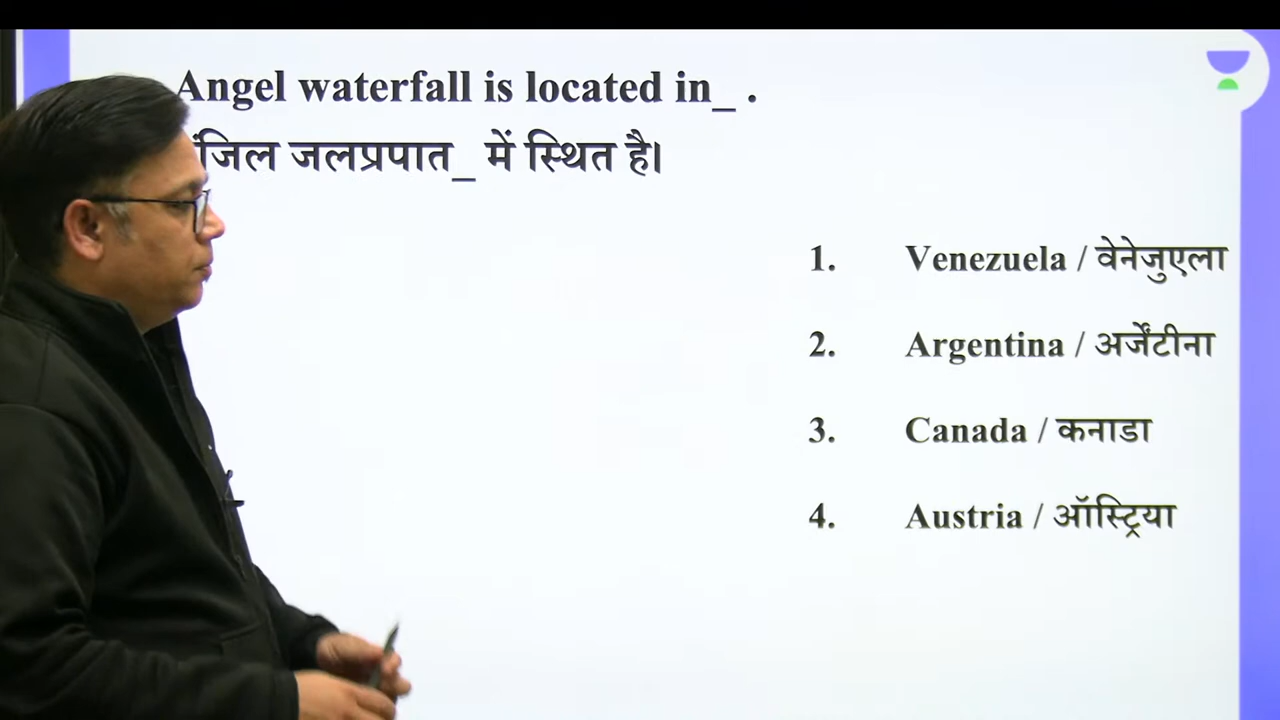 Angel waterfall is located in_ .
जलप्रपात_ में स्थित है।
1. Venezuela / वेनेजुएला
2. Argentina / अर्जेंटीना
3. Canada / कनाडा
4. Austria / ऑस्ट्रिया